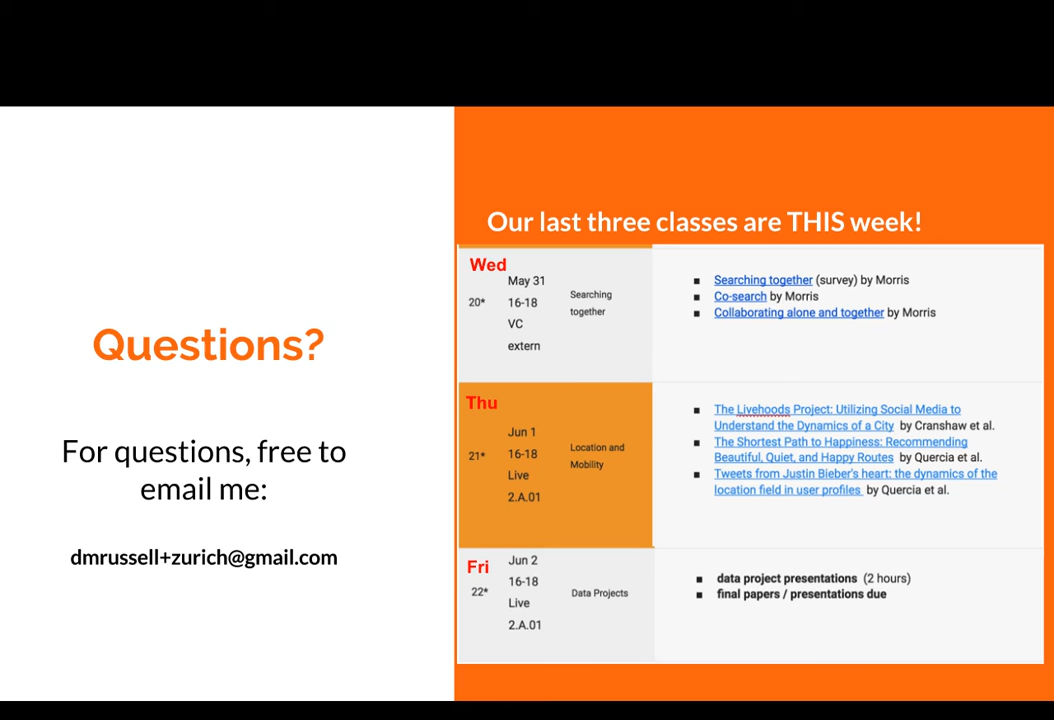 Questions?
For questions, free to
email me:
dmrussell+zurich@gmail.com
Our last three classes are THIS week!
Wed
20*
May 31
16-18
VC
extern
Searching
together
■ Searching together (survey) by Morris
■ Co-search by Morris
■ Collaborating alone and together by Morris
Thu
21*
Jun 1
16-18
Live
2.A.01
Location and
Mobility
■ The Livehoods Project: Utilizing Social Media to
Understand the Dynamics of a City by Cranshaw et al.
■ The Shortest Path to Happiness: Recommending
Beautiful, Quiet, and Happy Routes by Quercia et al.
■ Tweets from Justin Bieber's heart: the dynamics of the
location field in user profiles by Quercia et al.
Fri
22*
Jun 2
16-18
Live
2.A.01
Data Projects
■ data project presentations (2 hours)
■ final papers / presentations due